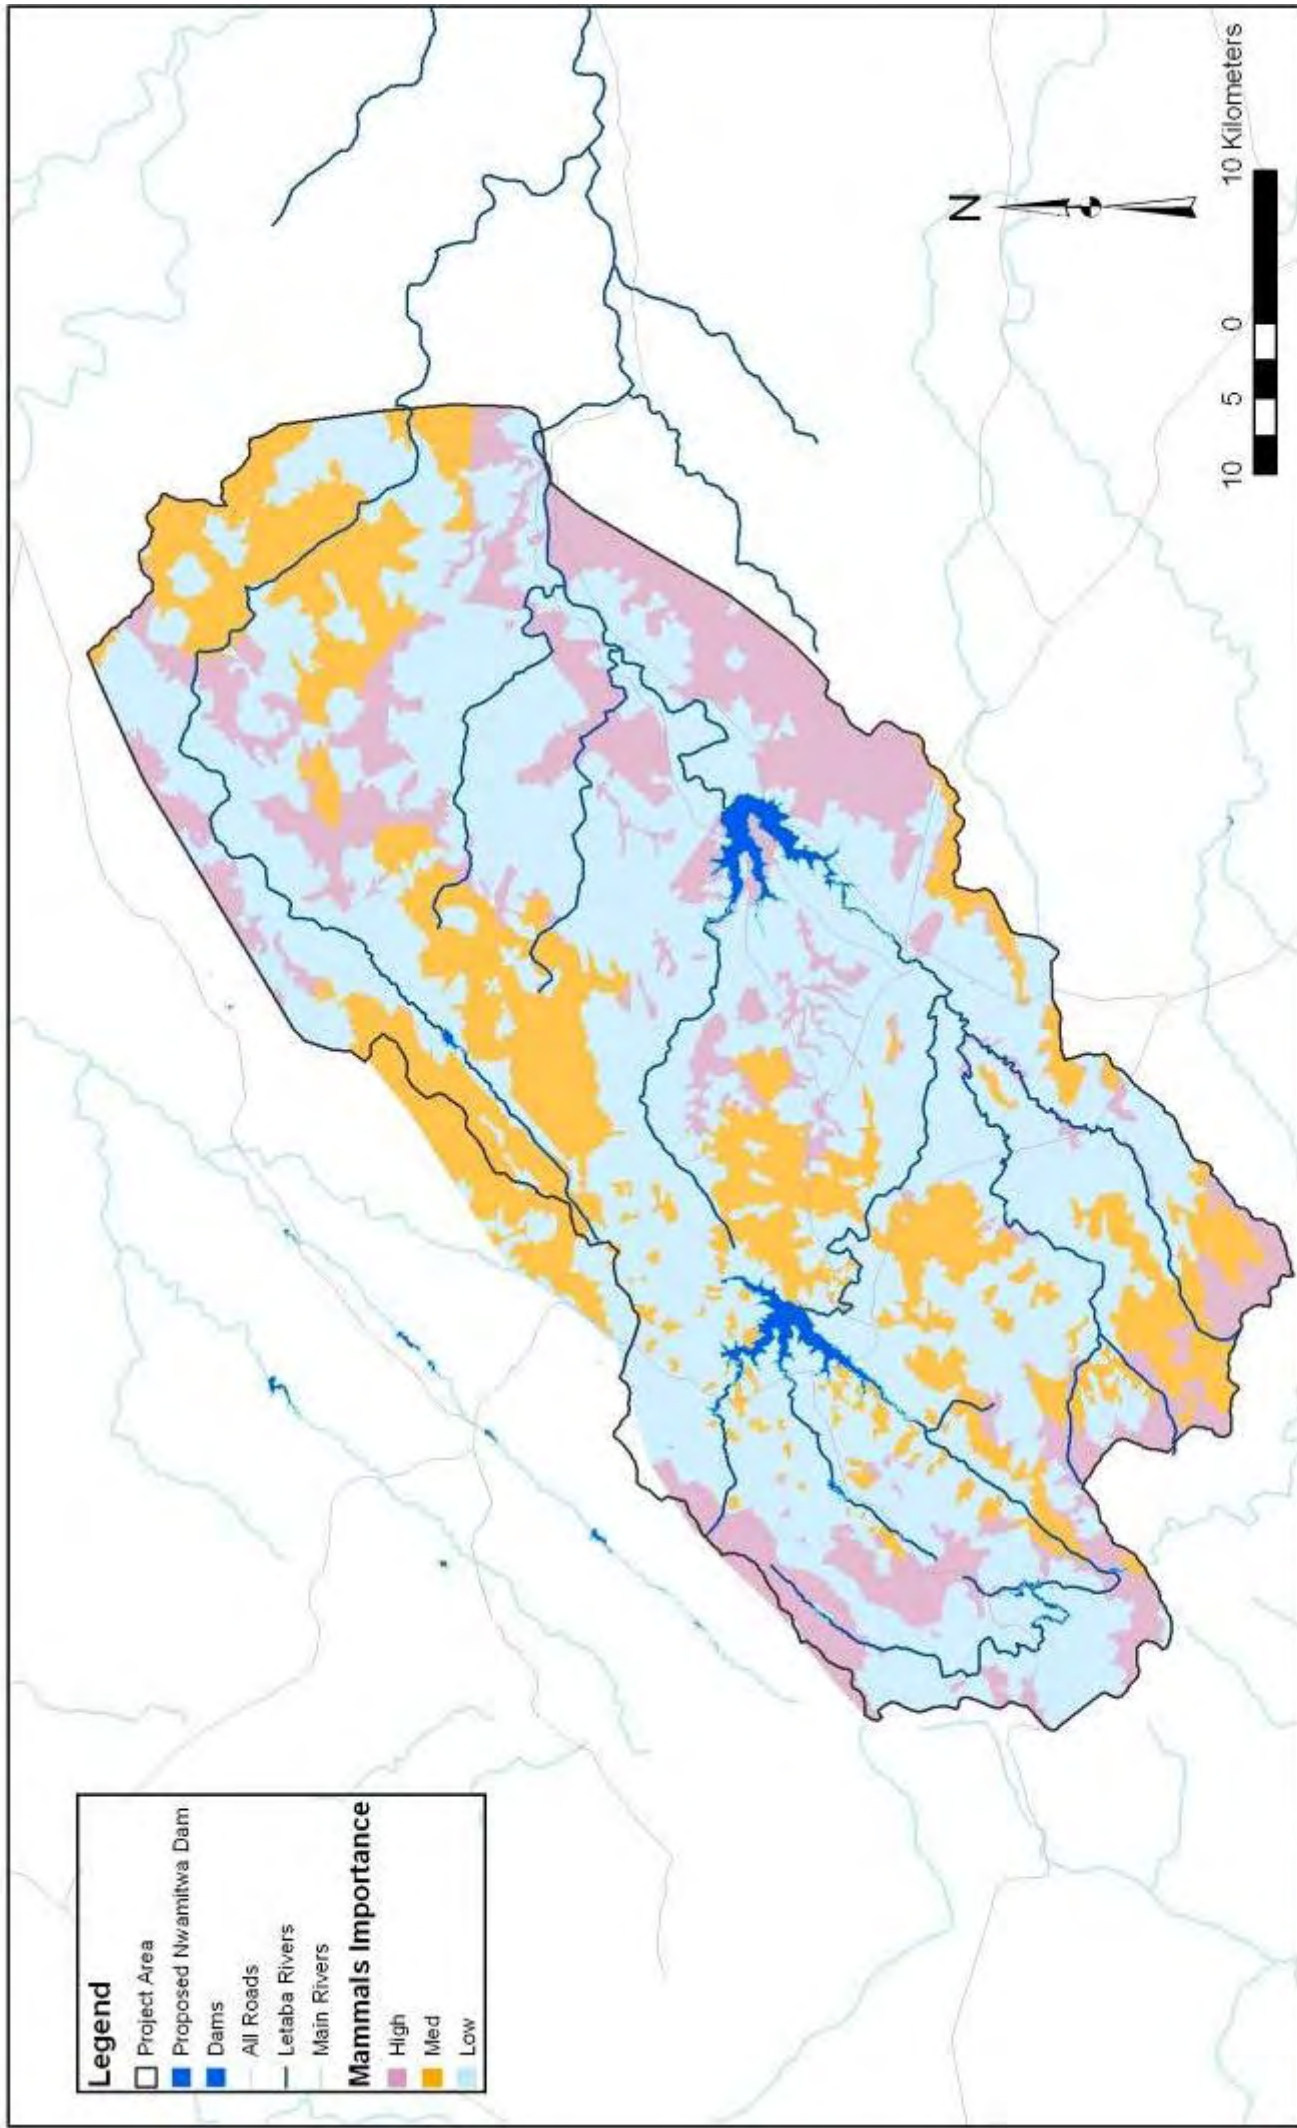 Legend
Project Area
Proposed Nwamitwa Dam
Dams
All Roads
Letaba Rivers
Main Rivers
Mammals Importance
High
Med
Low
N
10 5 0 10 Kilometers